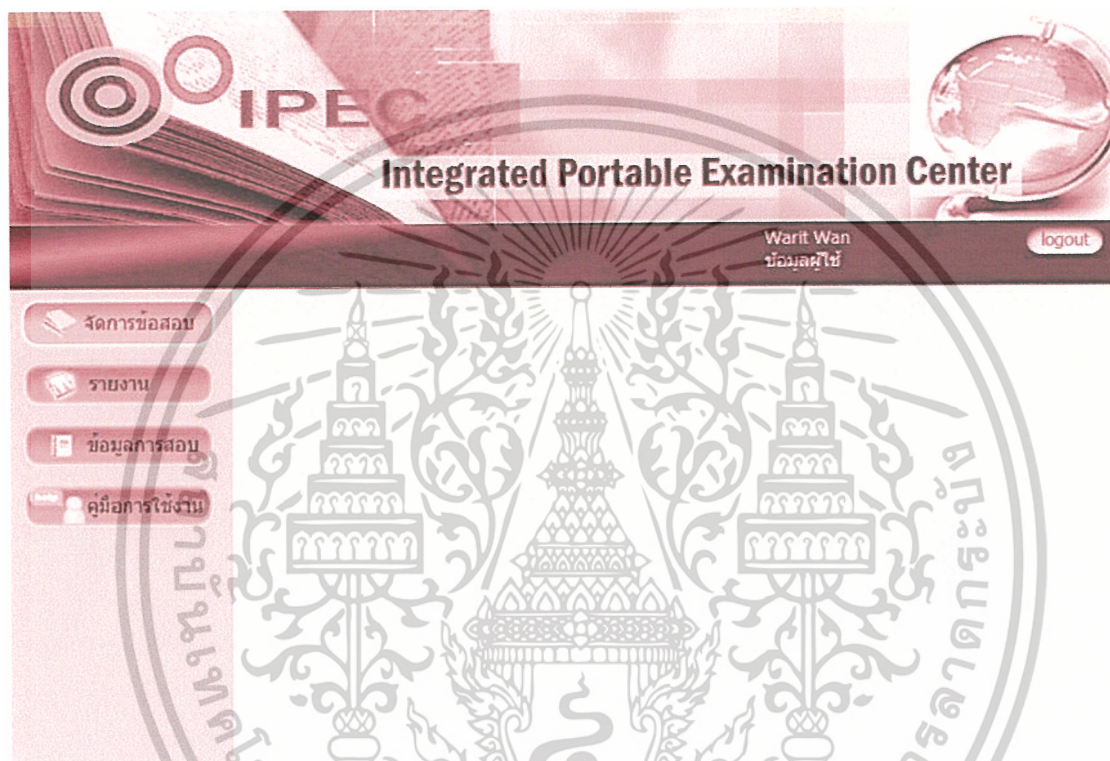 IPEC
Integrated Portable Examination Center
Warit Wan
logout
ข้อมูลผู้ใช้
จัดการข้อสอบ
รายงาน
ข้อมูลการสอบ
คู่มือการใช้งาน